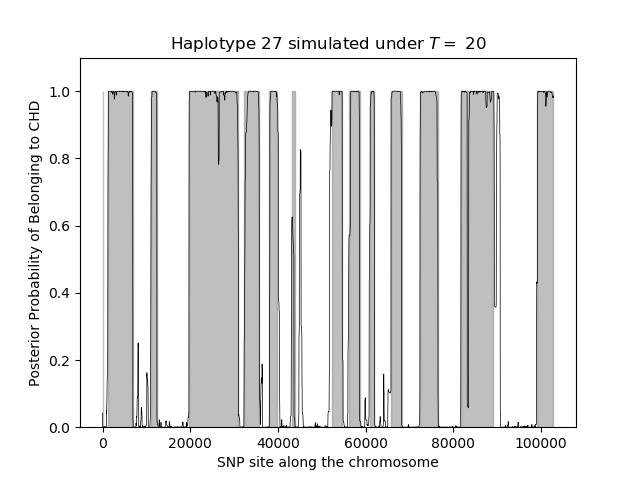 Haplotype 27 simulated under T = 20
Posterior Probability of Belonging to CHD
1.0
0.8
0.6
0.4
0.2
0.0
0 20000 40000 60000 80000 100000
SNP site along the chromosome